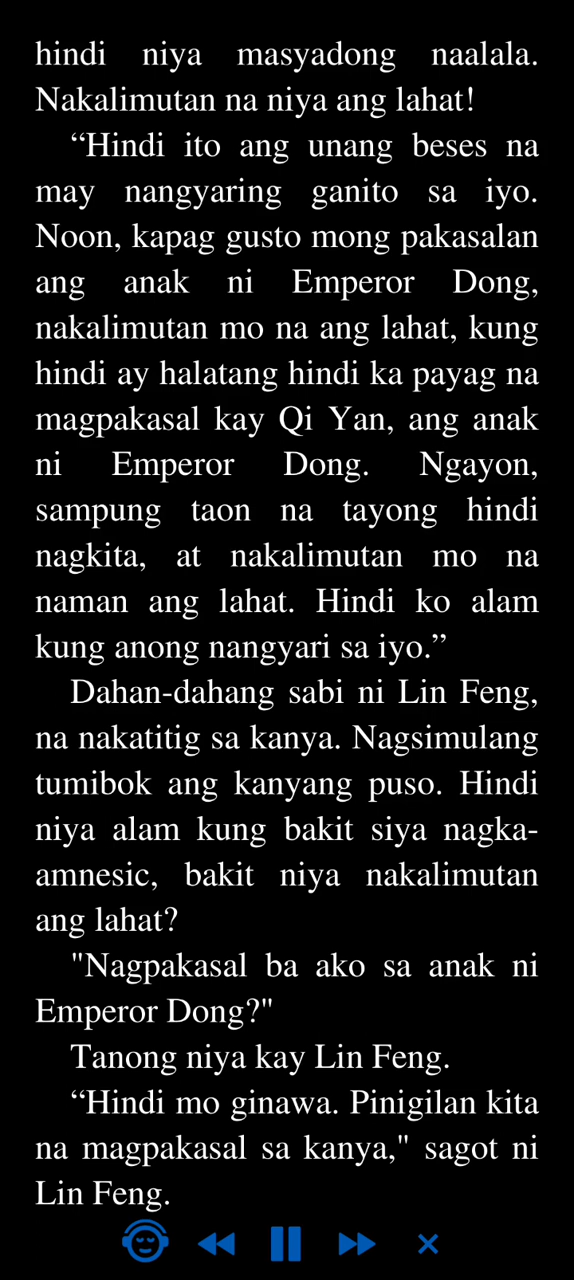 hindi niya masyadong naalala.
Nakalimutan na niya ang lahat!
“Hindi ito ang unang beses na
may nangyaring ganito sa iyo.
Noon, kapag gusto mong pakasalan
ang anak ni Emperor Dong,
nakalimutan mo na ang lahat, kung
hindi ay halatang hindi ka payag na
magpakasal kay Qi Yan, ang anak
ni Emperor Dong. Ngayon,
sampung taon na tayong hindi
nagkita, at nakalimutan mo na
naman ang lahat. Hindi ko alam
kung anong nangyari sa iyo.”
Dahan-dahang sabi ni Lin Feng,
na nakatitig sa kanya. Nagsimulang
tumibok ang kanyang puso. Hindi
niya alam kung bakit siya nagka-
amnesic, bakit niya nakalimutan
ang lahat?
"Nagpakasal ba ako sa anak ni
Emperor Dong?"
Tanong niya kay Lin Feng.
“Hindi mo ginawa. Pinigilan kita
na magpakasal sa kanya," sagot ni
Lin Feng.